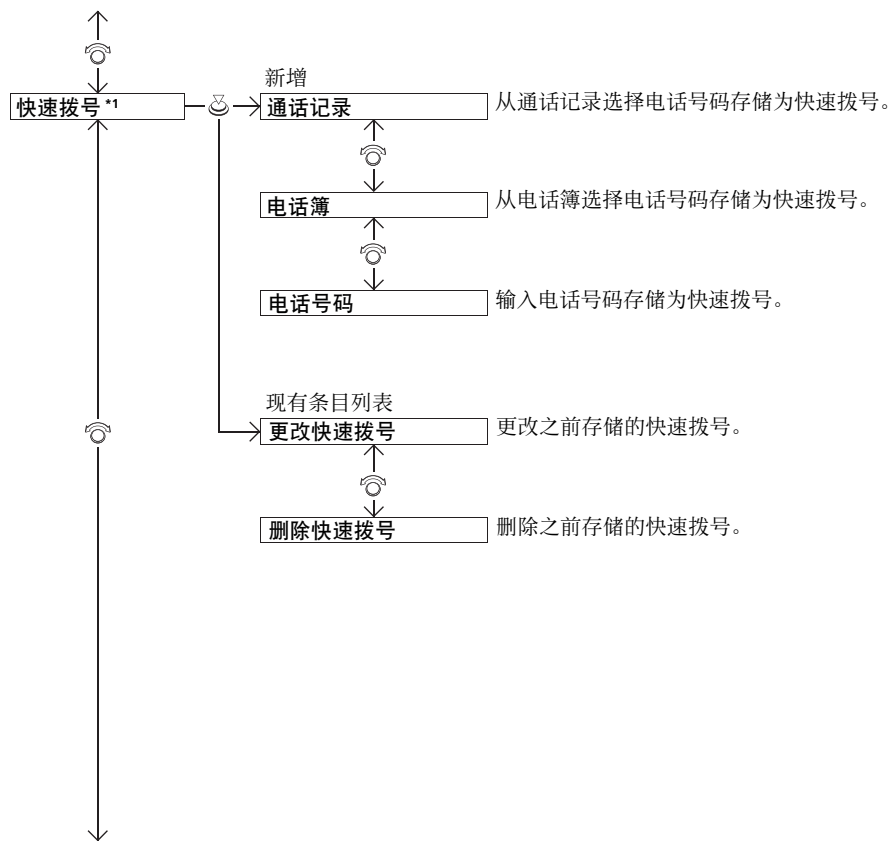 新增
快速拨号 *1
通话记录
从通话记录选择电话号码存储为快速拨号。
电话簿
从电话簿选择电话号码存储为快速拨号。
电话号码
输入电话号码存储为快速拨号。
现有条目列表
更改快速拨号
更改之前存储的快速拨号。
删除快速拨号
删除之前存储的快速拨号。